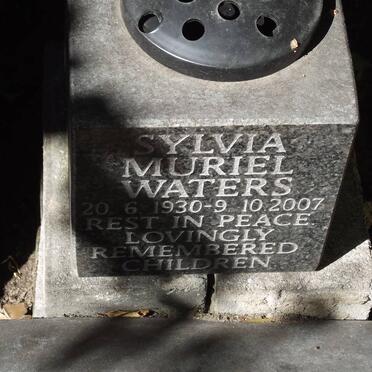 SYLVIA
MURIEL
WATERS
20. 6. 1930-9. 10. 2007
REST IN PEACE.
LOVINGLY
REMEMBERED
CHILDREN